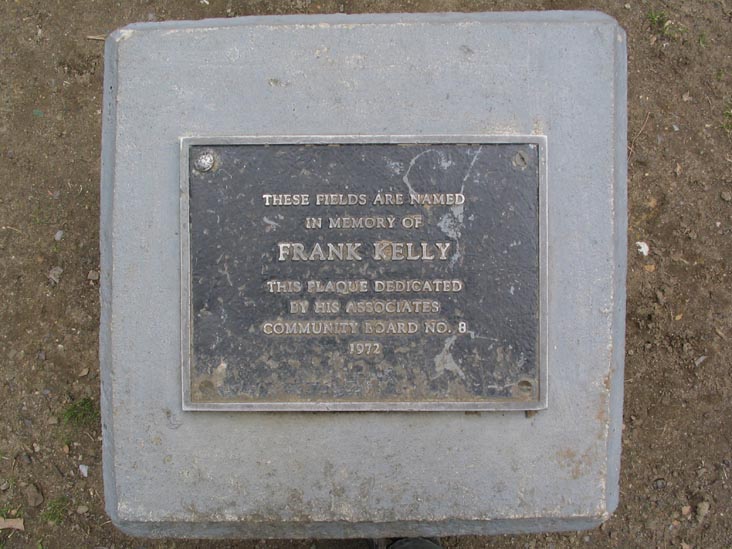 THESE FIELDS ARE NAMED
IN MEMORY OF
FRANK KELLY
THIS PLAQUE DEDICATED
BY HIS ASSOCIATES
COMMUNITY BOARD NO. 8
1972